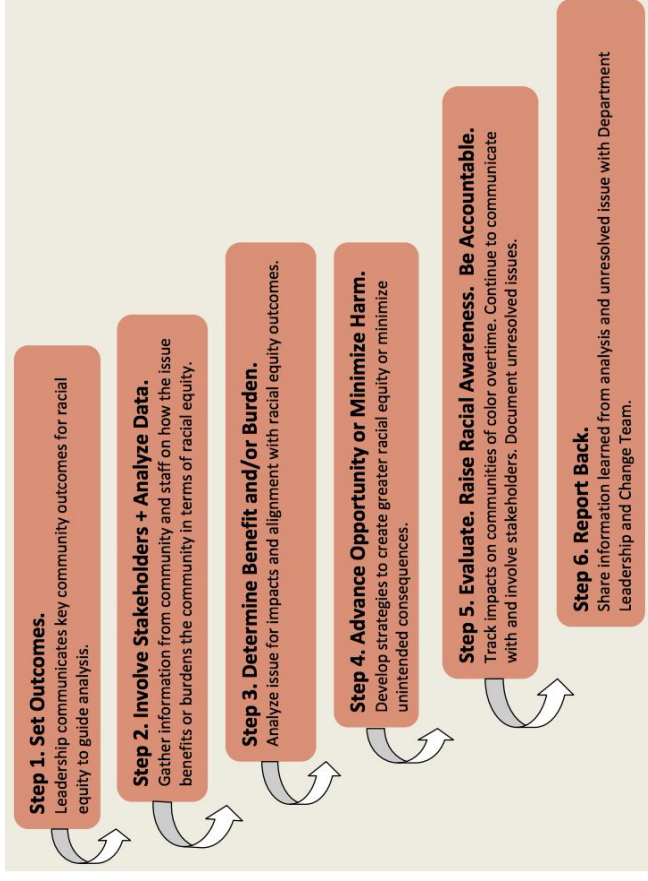 Step 1. Set Outcomes.
Leadership communicates key community outcomes for racial
equity to guide analysis.
Step 2. Involve Stakeholders + Analyze Data.
Gather information from community and staff on how the issue
benefits or burdens the community in terms of racial equity.
Step 3. Determine Benefit and/or Burden.
Analyze issue for impacts and alignment with racial equity outcomes.
Step 4. Advance Opportunity or Minimize Harm.
Develop strategies to create greater racial equity or minimize
unintended consequences.
Step 5. Evaluate. Raise Racial Awareness. Be Accountable.
Track impacts on communities of color overtime. Continue to communicate
with and involve stakeholders. Document unresolved issues.
Step 6. Report Back.
Share information learned from analysis and unresolved issue with Department
Leadership and Change Team.